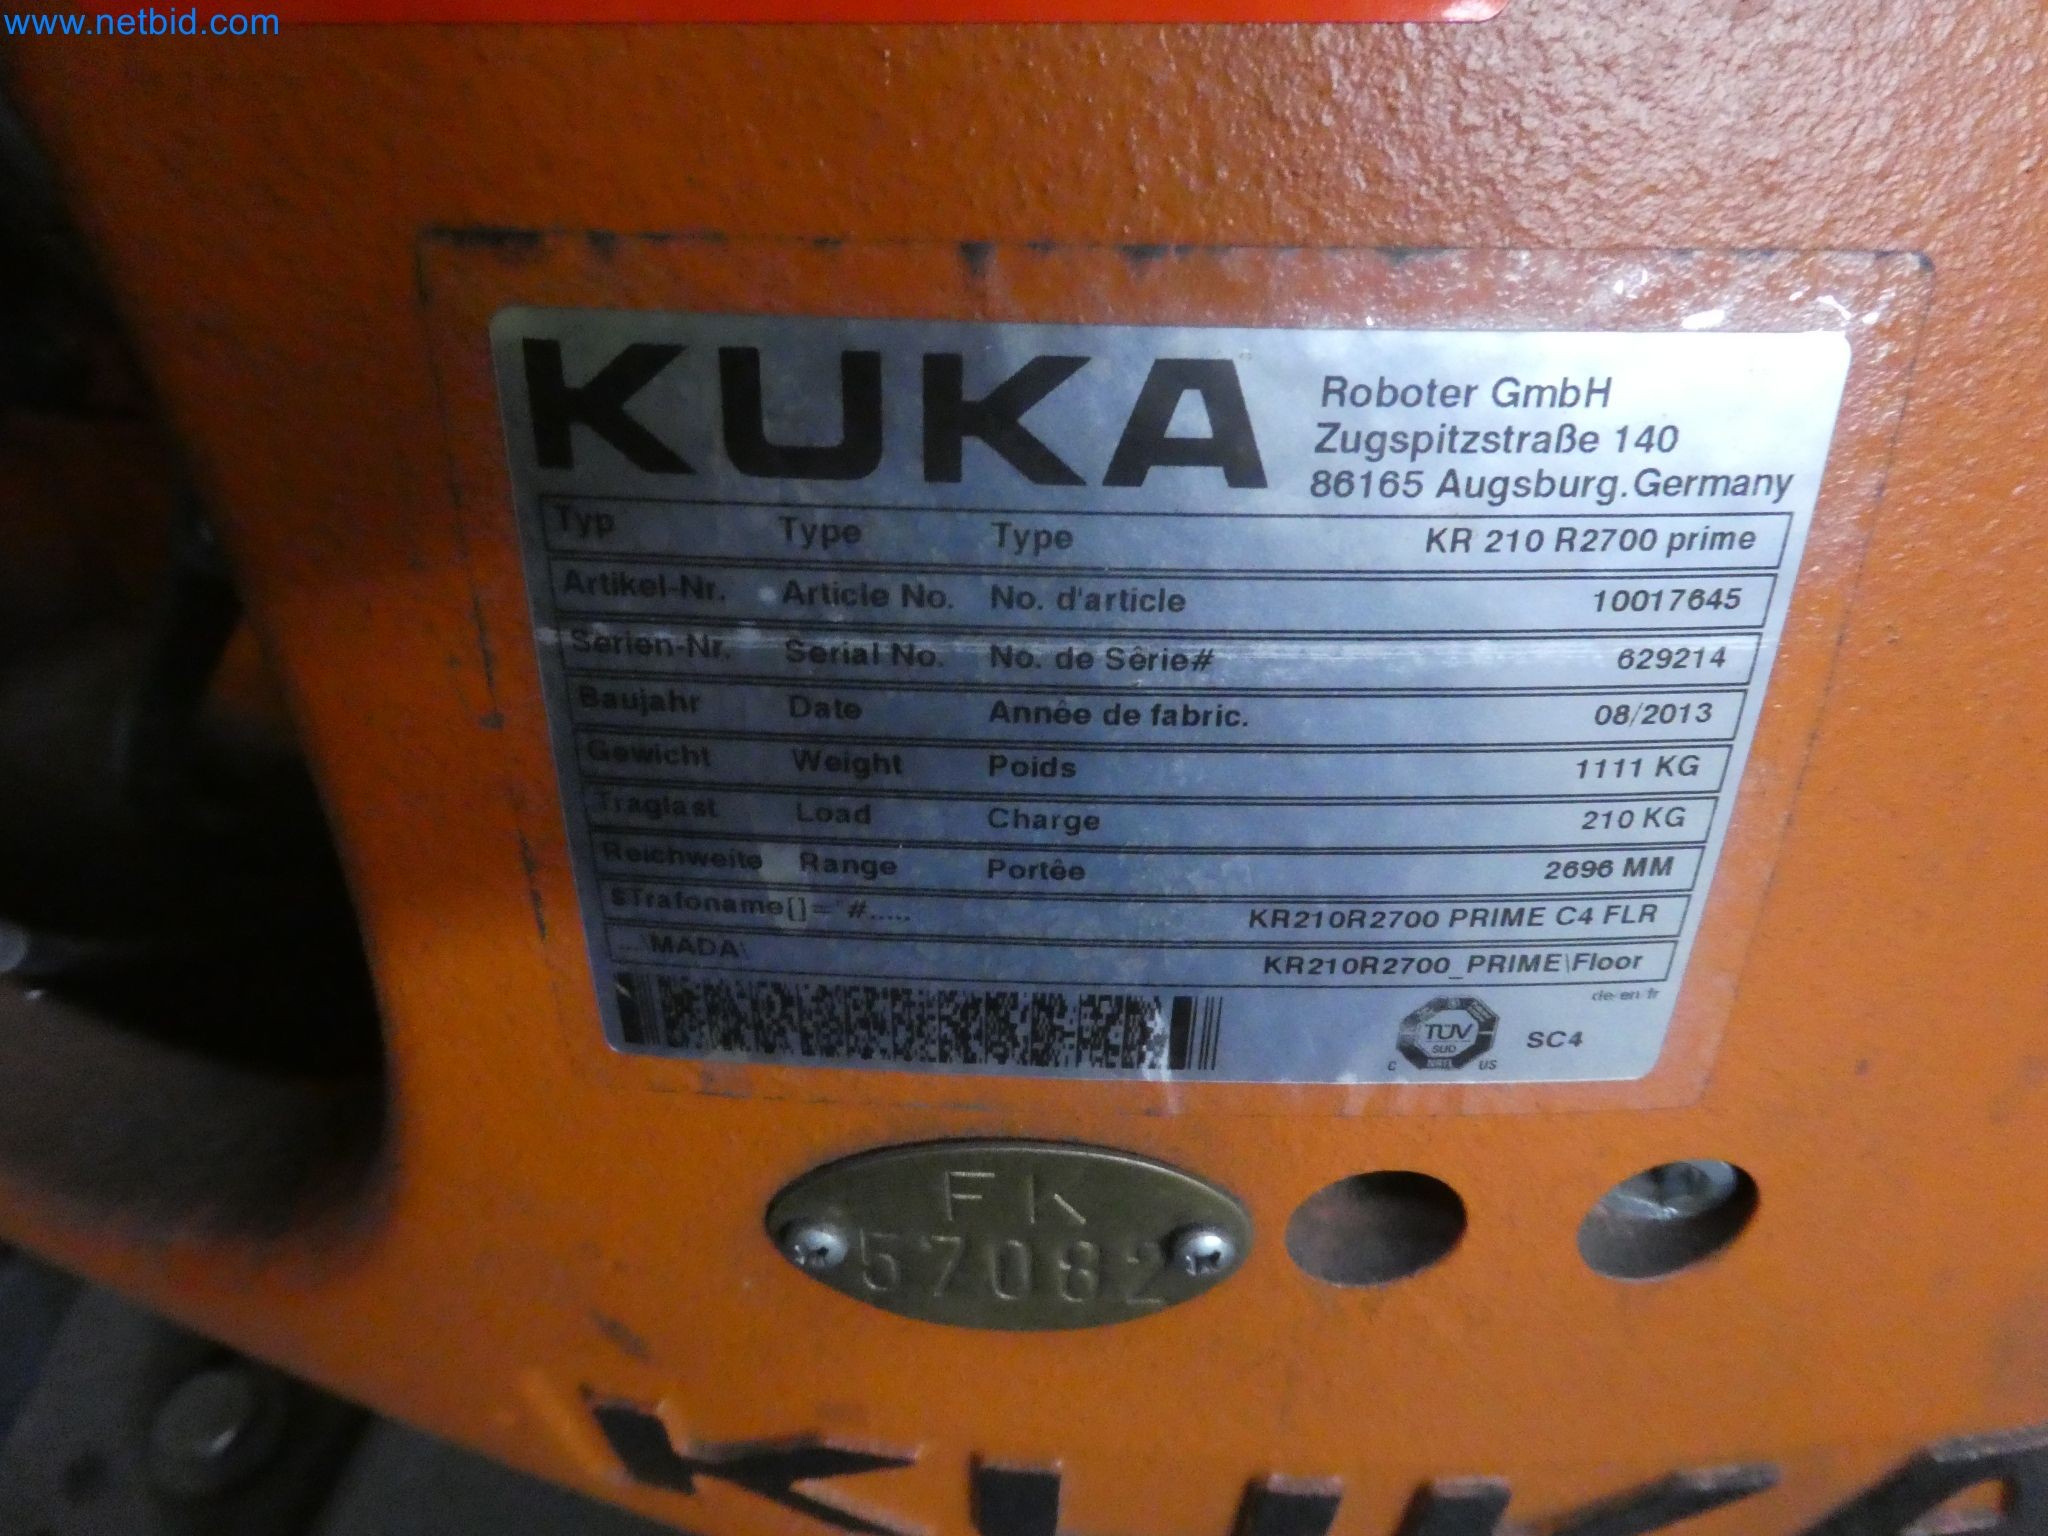 www.netbid.com
KUKA
Roboter GmbH
Zugspitzstraße 140
86165 Augsburg.Germany
Typ Type Type KR 210 R2700 prime
Artikel-Nr. Article No. No. d'article 10017645
Serien-Nr. Serial No. No. de Sêrie# 629214
Baujahr Date Annêe de fabric. 08/2013
Gewicht Weight Poids 1111 KG
Traglast Load Charge 210 KG
Reichweite Range Portêe 2696 MM
$Trafoname[]="#..... KR210R2700 PRIME C4 FLR
...\MADA\ KR210R2700_PRIME\Floor
de-en-fr
TÜV
SÜD
NRTL
C US
SC4
FK
57082
KUKA